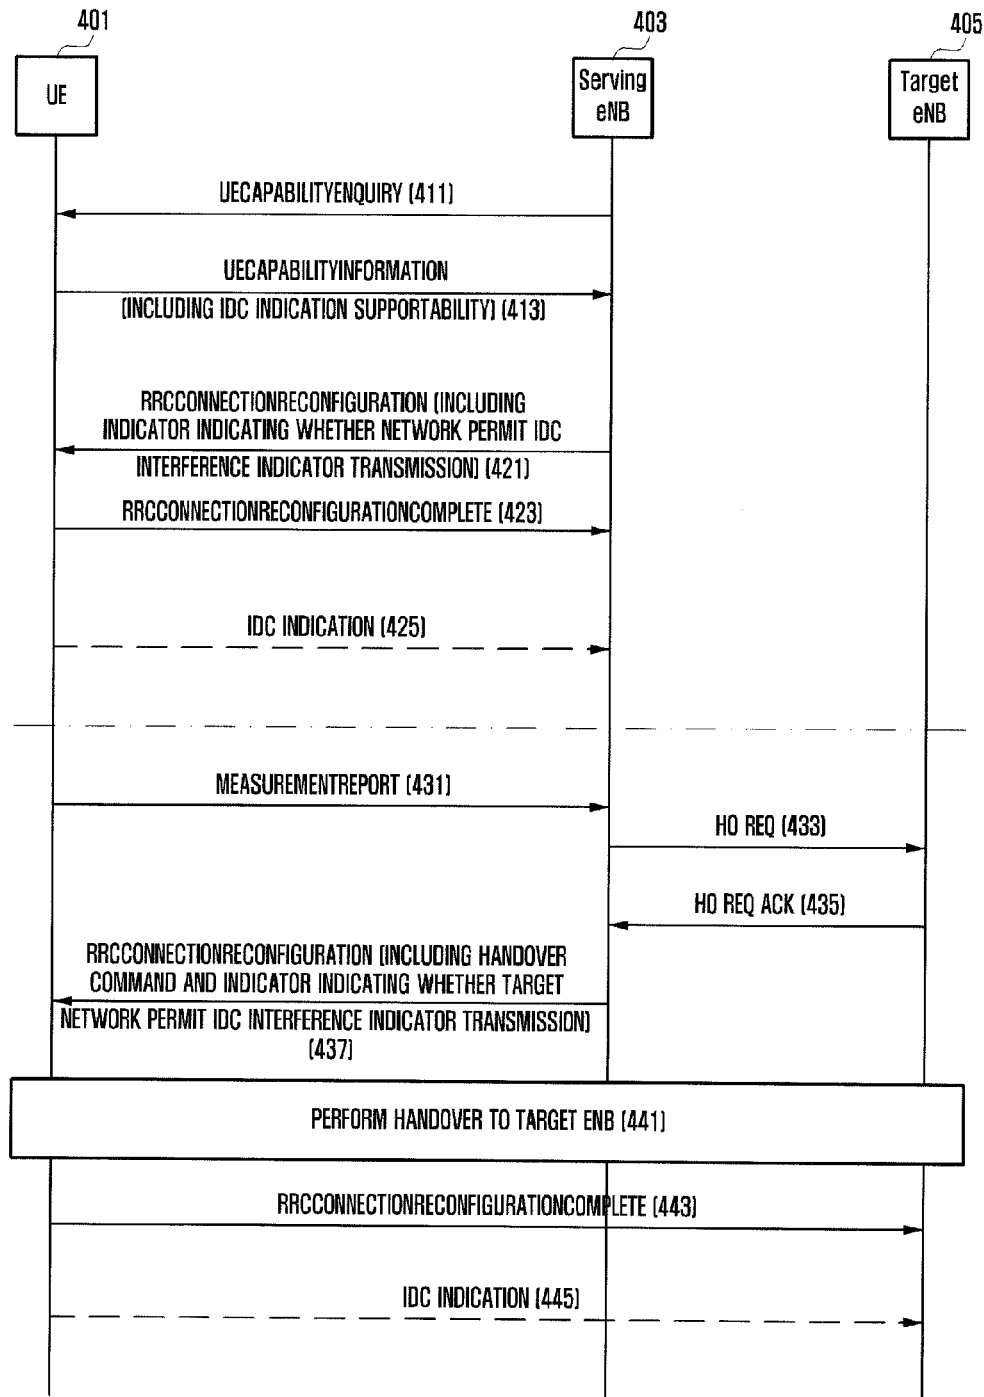 401
403
405
UE
Serving
eNB
Target
eNB
UECAPABILITYENQUIRY (411)
UECAPABILITYINFORMATION
(INCLUDING IDC INDICATION SUPPORTABILITY) (413)
RRCCONNECTIONRECONFIGURATION (INCLUDING
INDICATOR INDICATING WHETHER NETWORK PERMIT IDC
INTERFERENCE INDICATOR TRANSMISSION) (421)
RRCCONNECTIONRECONFIGURATIONCOMPLETE (423)
IDC INDICATION (425)
MEASUREMENTREPORT (431)
HO REQ (433)
HO REQ ACK (435)
RRCCONNECTIONRECONFIGURATION (INCLUDING HANDOVER
COMMAND AND INDICATOR INDICATING WHETHER TARGET
NETWORK PERMIT IDC INTERFERENCE INDICATOR TRANSMISSION)
(437)
PERFORM HANDOVER TO TARGET ENB (441)
RRCCONNECTIONRECONFIGURATIONCOMPLETE (443)
IDC INDICATION (445)